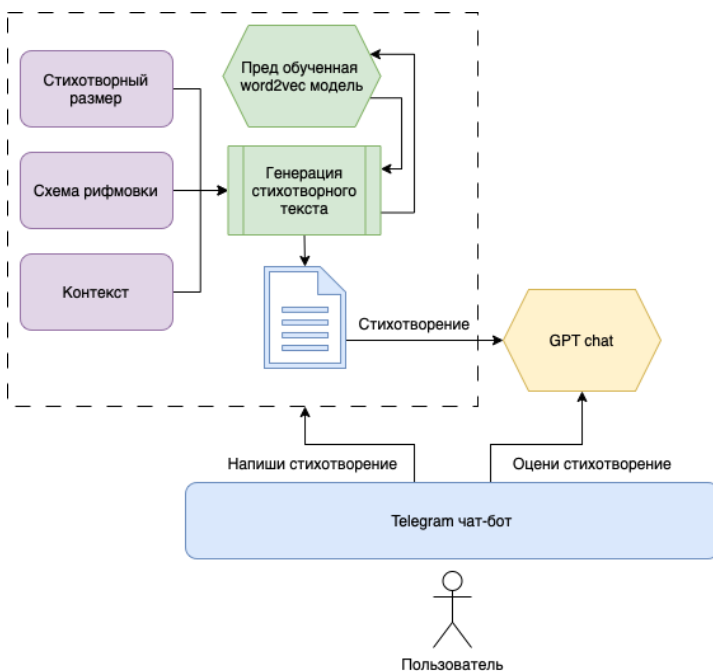 Стихотворный
размер
Пред обученная
word2vec модель
Схема рифмовки
Генерация
стихотворного
текста
Контекст
Стихотворение
GPT chat
Напиши стихотворение
Оцени стихотворение
Telegram чат-бот
Пользователь